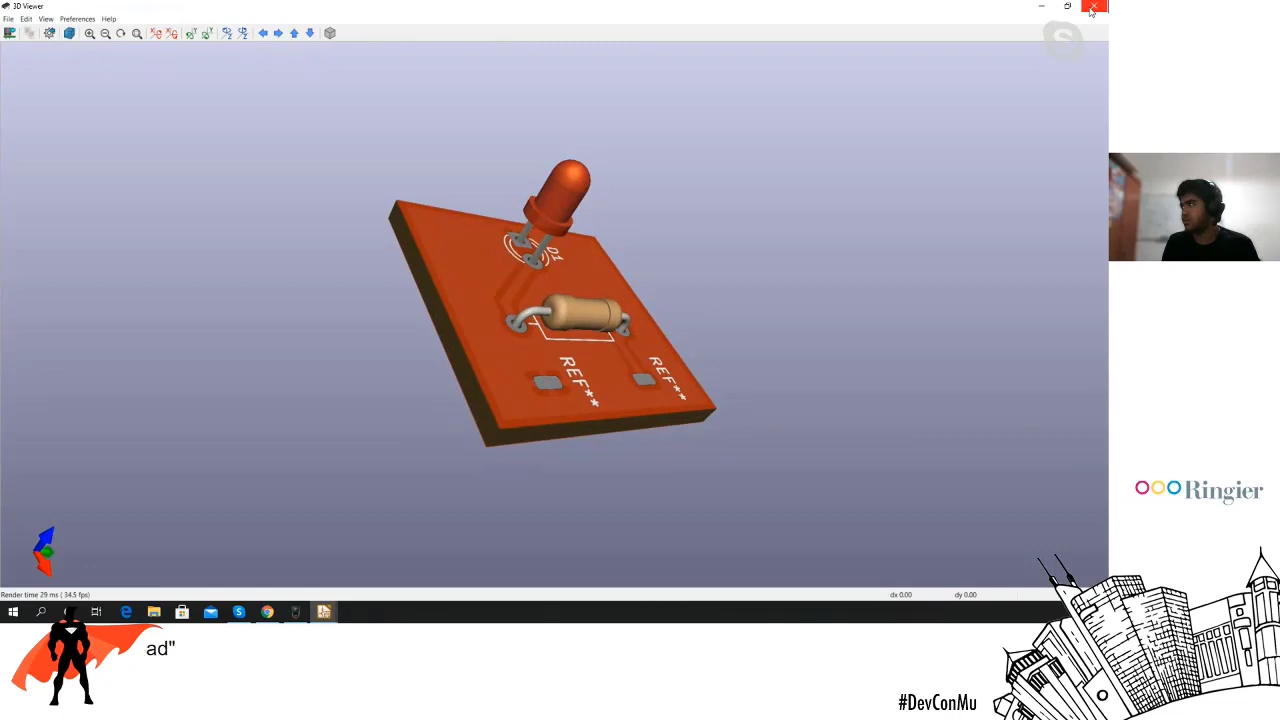 3D Viewer
File Edit View Preferences Help
D1
REF**
REF**
Render time 29 ms ( 34.5 fps)
dx 0.00
dy 0.00
Ringier
ad"
#DevConMu